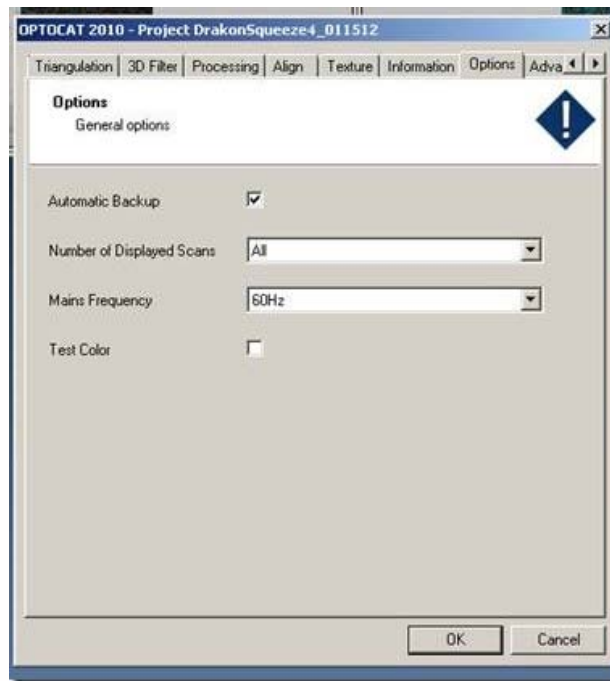 OPTOCAT 2010 - Project DrakonSqueeze4_011512
Triangulation 3D Filter Processing Align Texture Information Options Adva
Options
General options
Automatic Backup
Number of Displayed Scans All
Mains Frequency 60Hz
Test Color
OK Cancel